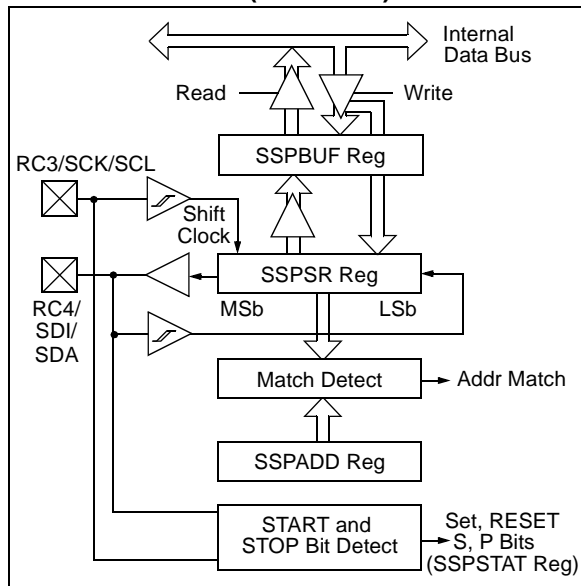 Internal
Data Bus
Read
Write
SSPBUF Reg
RC3/SCK/SCL
Shift
Clock
SSPSR Reg
MSb
LSb
RC4/
SDI/
SDA
Match Detect
Addr Match
SSPADD Reg
START and
STOP Bit Detect
Set, RESET
S, P Bits
(SSPSTAT Reg)